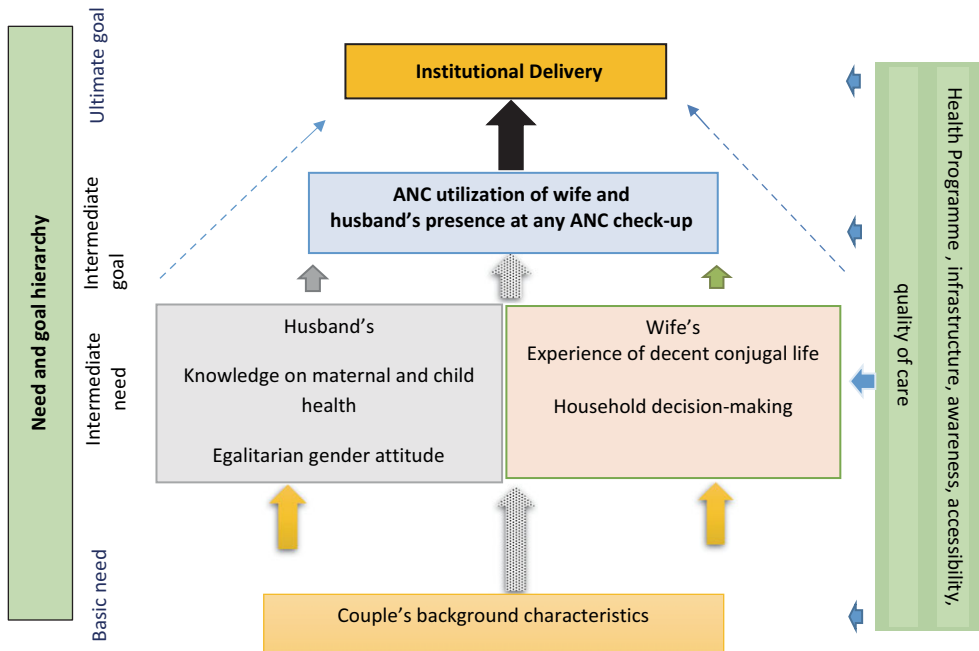 Need and goal hierarchy
Ultimate goal
Intermediate
goal
Intermediate
need
Basic need
Institutional Delivery
ANC utilization of wife and
husband’s presence at any ANC check-up
Husband’s
Knowledge on maternal and child
health
Egalitarian gender attitude
Wife’s
Experience of decent conjugal life
Household decision-making
Couple’s background characteristics
Health Programme , infrastructure, awareness, accessibility,
quality of care